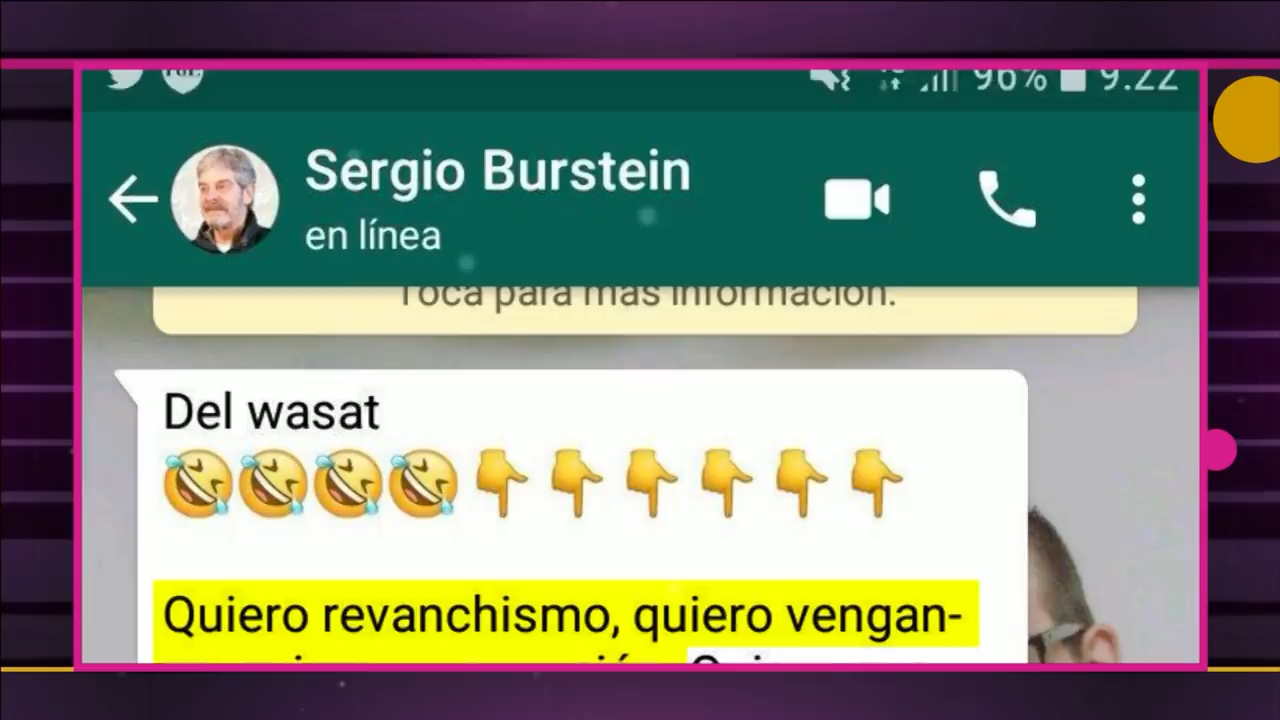 96% 9:22
Sergio Burstein
en línea
Toca para más información.
Del wasat
🤣🤣🤣🤣👇👇👇👇👇👇
Quiero revanchismo, quiero vengan-